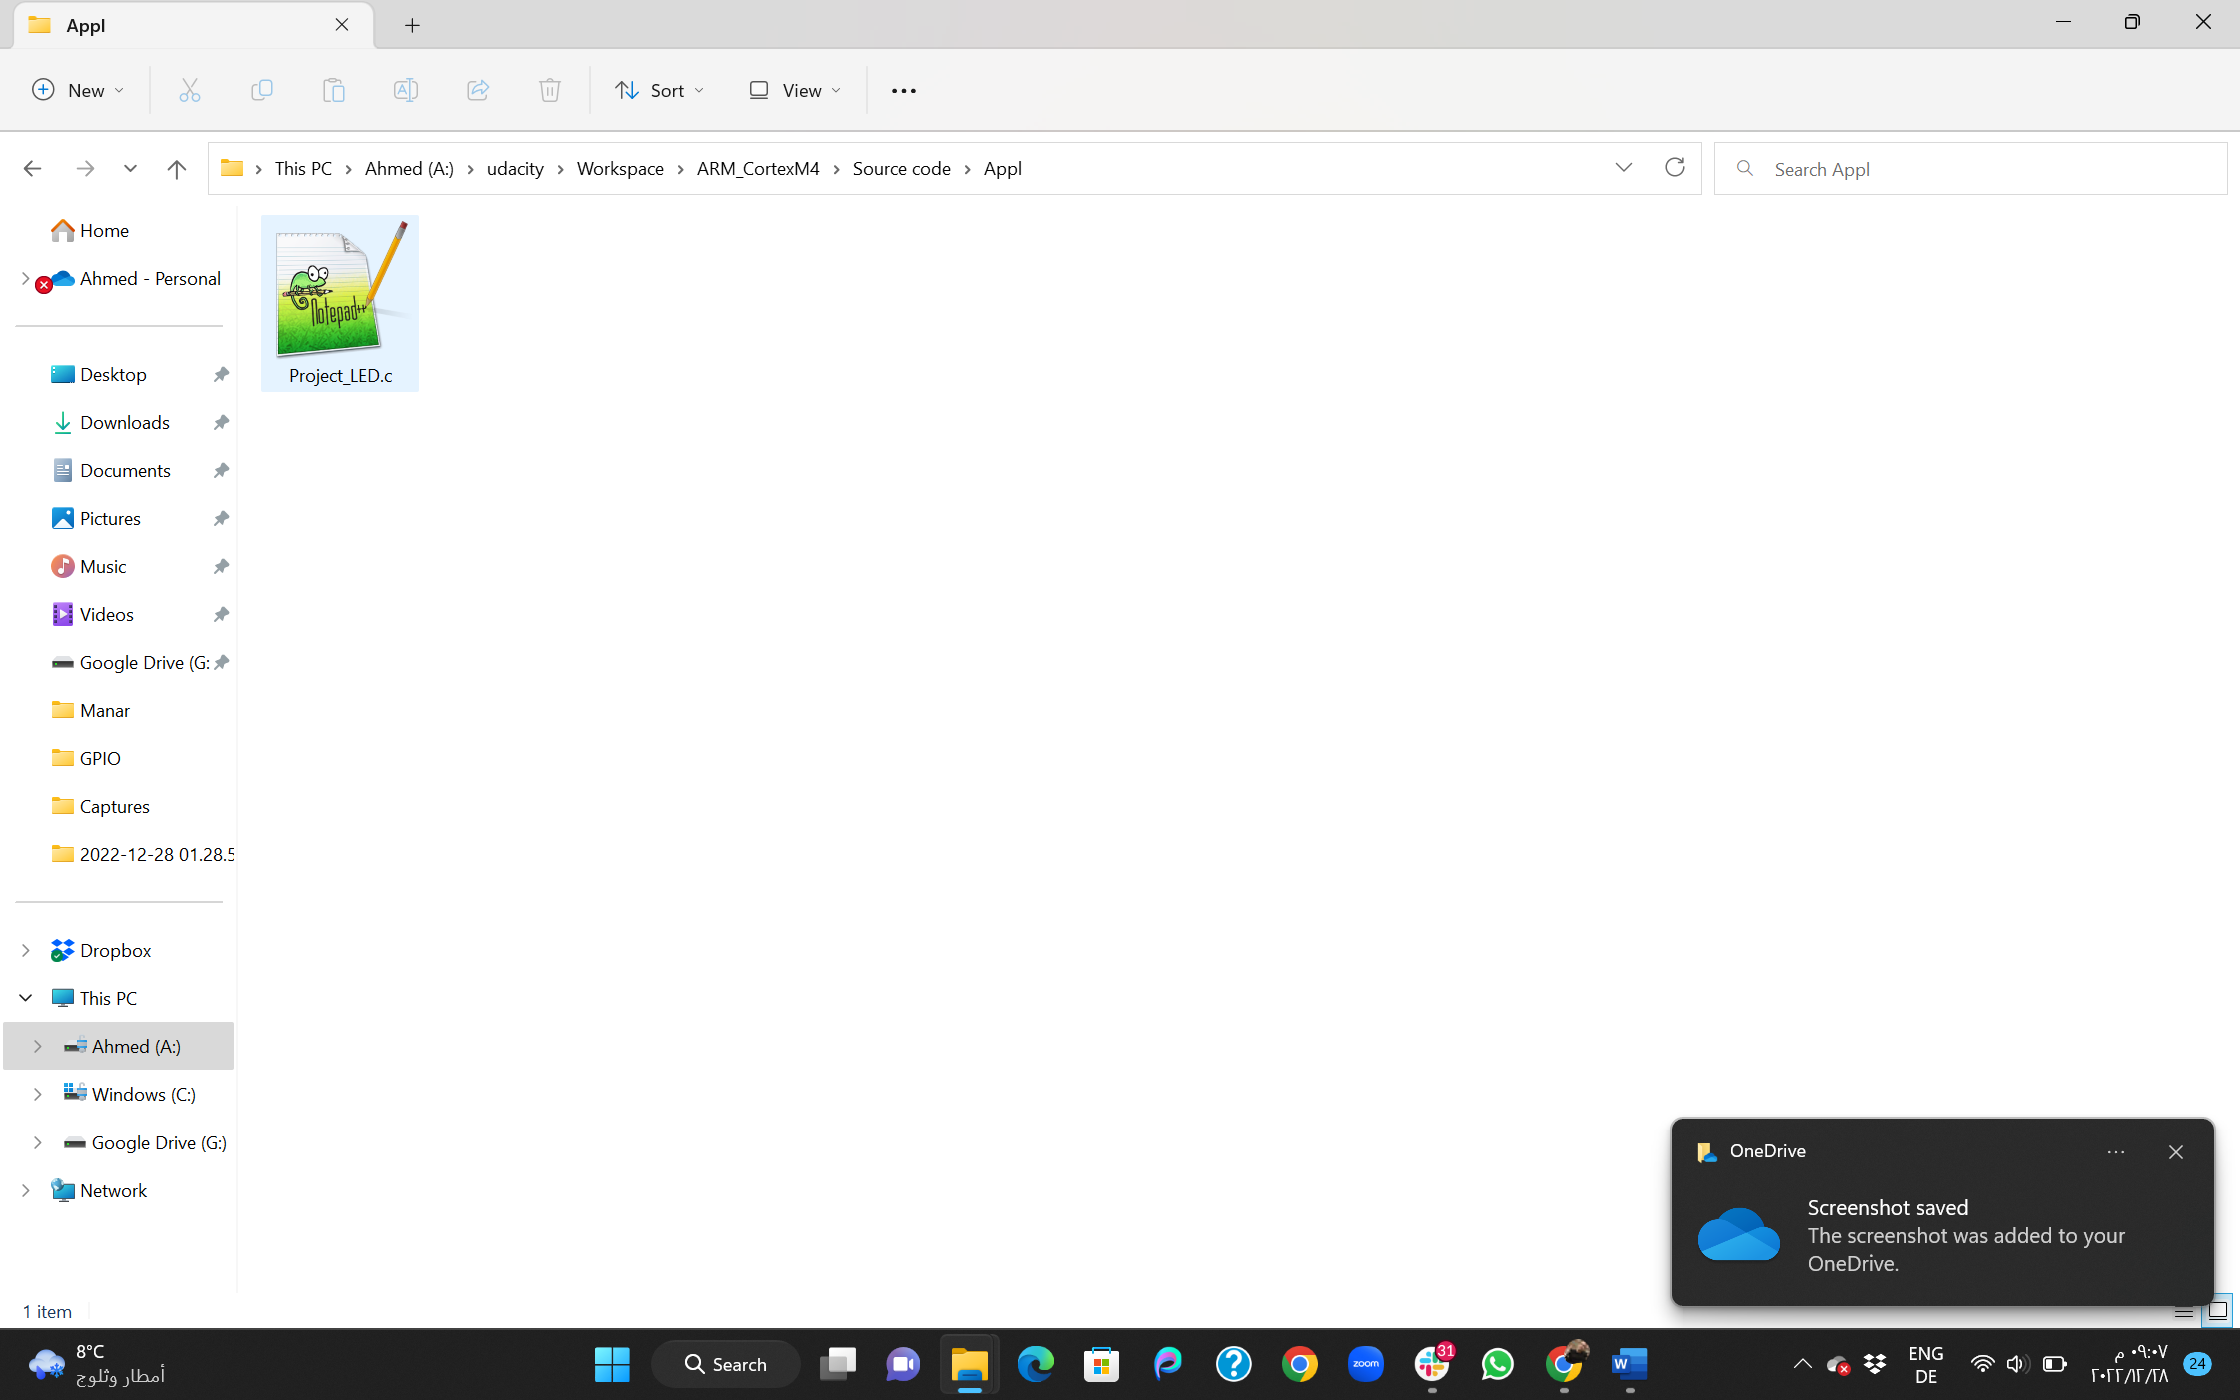 Appl
New
Sort
View
This PC > Ahmed (A:) > udacity > Workspace > ARM_CortexM4 > Source code > Appl
Search Appl
Home
Ahmed - Personal
Desktop
Downloads
Documents
Pictures
Music
Videos
Google Drive (G:
Manar
GPIO
Captures
2022-12-28 01.28.5
Dropbox
This PC
Ahmed (A:)
Windows (C:)
Google Drive (G:)
Network
Notepad++
Project_LED.c
OneDrive
Screenshot saved
The screenshot was added to your
OneDrive.
1 item
8°C
أمطار وثلوج
Search
zoom
31
W
ENG
DE
٠٩:٠٧ م
٢٠٢٢/١٢/٢٨
24